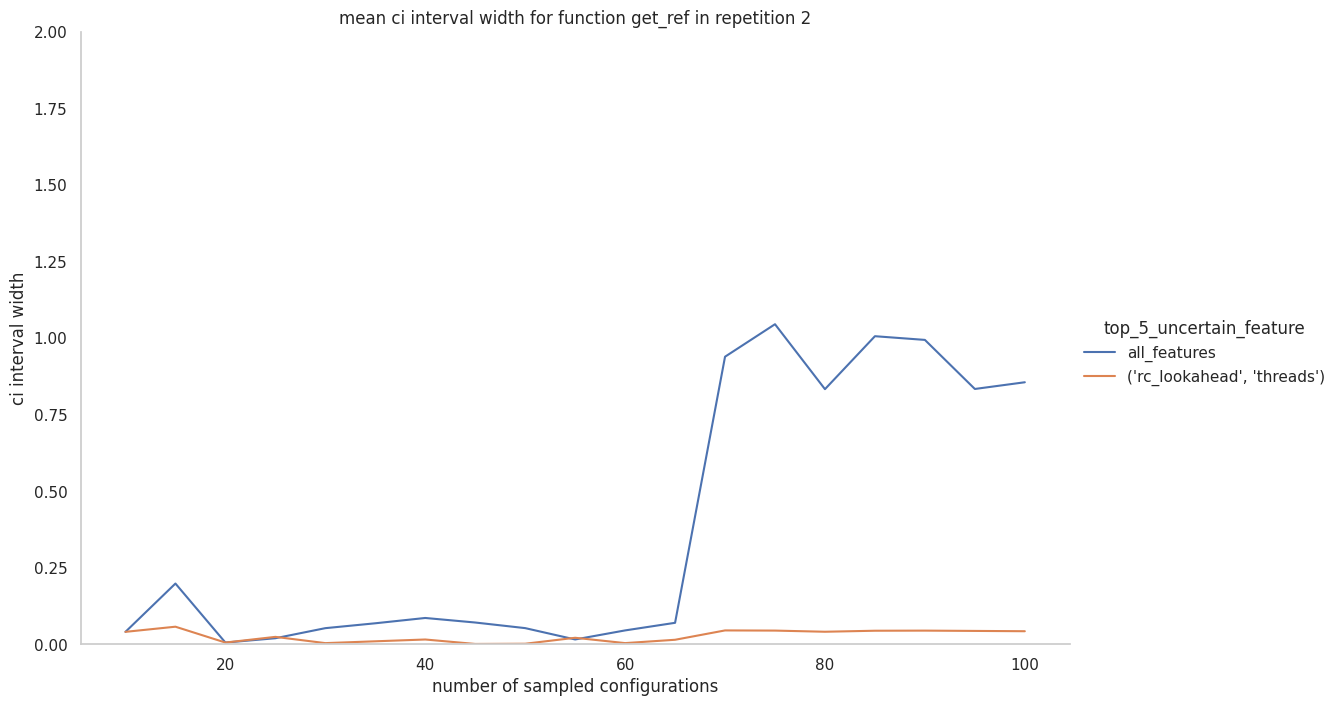 mean ci interval width for function get_ref in repetition 2
2.00
1.75
1.50
1.25
1.00
0.75
0.50
0.25
0.00
ci interval width
20
40
60
80
100
number of sampled configurations
top_5_uncertain_feature
all_features
('rc_lookahead', 'threads')